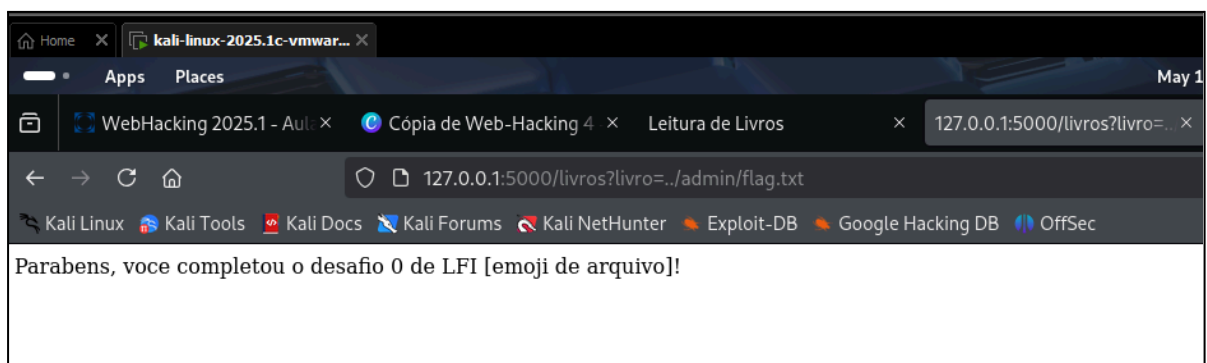 Home
kali-linux-2025.1c-vmwar...
Apps Places
May 1
WebHacking 2025.1 - Aul
Cópia de Web-Hacking 4
Leitura de Livros
127.0.0.1:5000/livros?livro=..
127.0.0.1:5000/livros?livro=../admin/flag.txt
Kali Linux Kali Tools Kali Docs Kali Forums Kali NetHunter Exploit-DB Google Hacking DB OffSec
Parabens, voce completou o desafio 0 de LFI [emoji de arquivo]!